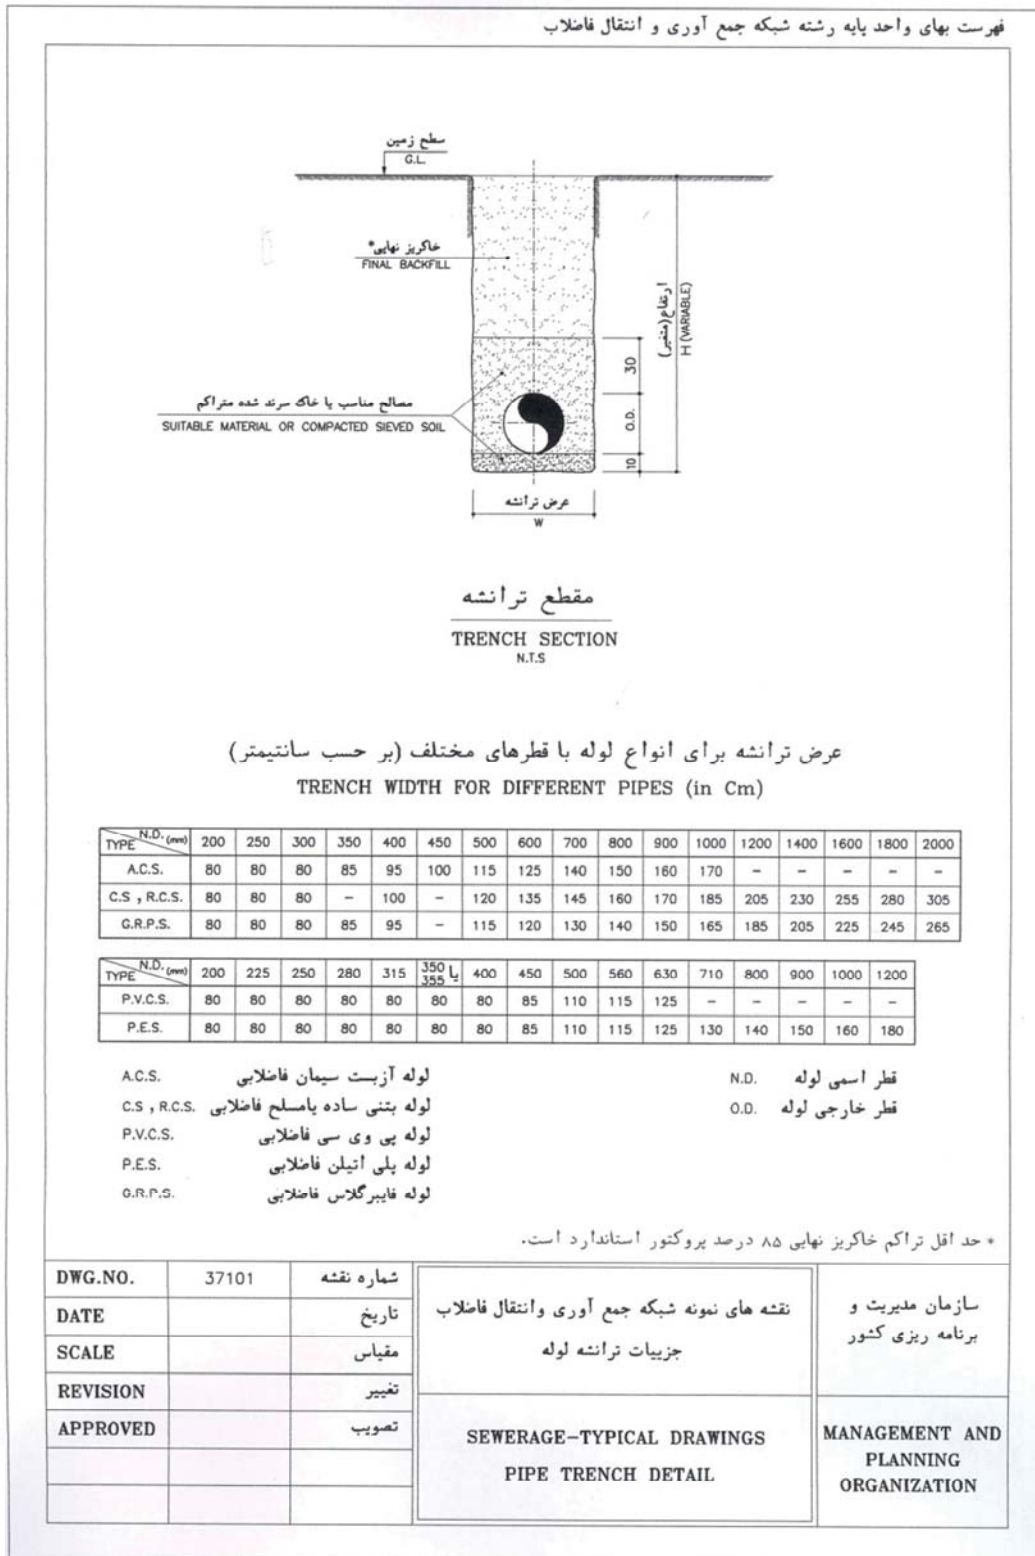 فهرست بهای واحد پایه رشته شبکه جمع آوری و انتقال فاضلاب
سطح زمین
G.L.
خاکریز نهایی*
FINAL BACKFILL
ارتفاع(متغیر)
H (VARIABLE)
30
O.D.
10
مصالح مناسب یا خاک سرند شده متراکم
SUITABLE MATERIAL OR COMPACTED SIEVED SOIL
عرض ترانشه
W
مقطع ترانشه
TRENCH SECTION
N.T.S
عرض ترانشه برای انواع لوله با قطرهای مختلف (بر حسب سانتیمتر)
TRENCH WIDTH FOR DIFFERENT PIPES (in Cm)
TYPE N.D. (mm) 200 250 300 350 400 450 500 600 700 800 900 1000 1200 1400 1600 1800 2000
A.C.S. 80 80 80 85 95 100 115 125 140 150 160 170 – – – – –
C.S , R.C.S. 80 80 80 – 100 – 120 135 145 160 170 185 205 230 255 280 305
G.R.P.S. 80 80 80 85 95 – 115 120 130 140 150 165 185 205 225 245 265
TYPE N.D. (mm) 200 225 250 280 315 350 یا 355 400 450 500 560 630 710 800 900 1000 1200
P.V.C.S. 80 80 80 80 80 80 80 85 110 115 125 – – – – –
P.E.S. 80 80 80 80 80 80 80 85 110 115 125 130 140 150 160 180
A.C.S. لوله آزبست سیمان فاضلابی
C.S , R.C.S. لوله بتنی ساده یامسلح فاضلابی
P.V.C.S. لوله پی وی سی فاضلابی
P.E.S. لوله پلی اتیلن فاضلابی
G.R.P.S. لوله فایبرگلاس فاضلابی
N.D. قطر اسمی لوله
O.D. قطر خارجی لوله
* حد اقل تراکم خاکریز نهایی ۸۵ درصد پروکتور استاندارد است.
DWG.NO. 37101 شماره نقشه
DATE تاریخ
SCALE مقیاس
REVISION تغییر
APPROVED تصویب
نقشه های نمونه شبکه جمع آوری وانتقال فاضلاب
جزییات ترانشه لوله
SEWERAGE-TYPICAL DRAWINGS
PIPE TRENCH DETAIL
سازمان مدیریت و
برنامه ریزی کشور
MANAGEMENT AND
PLANNING
ORGANIZATION